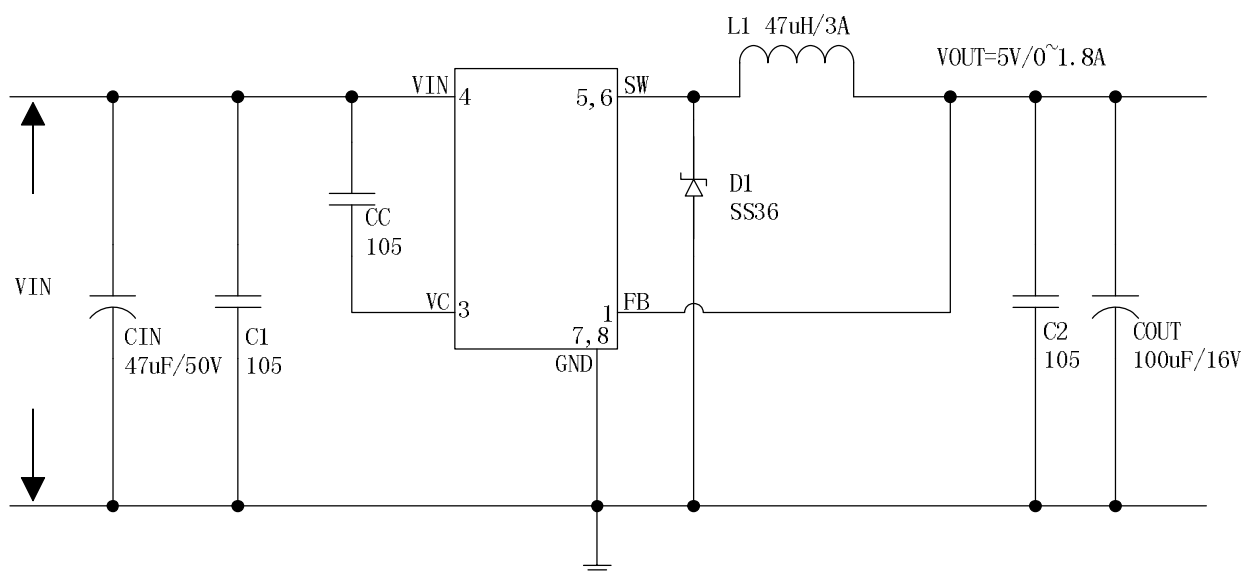 L1 47uH/3A
VOUT=5V/0~1.8A
VIN
4
5,6
SW
D1
SS36
CC
105
VIN
VC
3
1
FB
7,8
GND
CIN
47uF/50V
C1
105
C2
105
COUT
100uF/16V